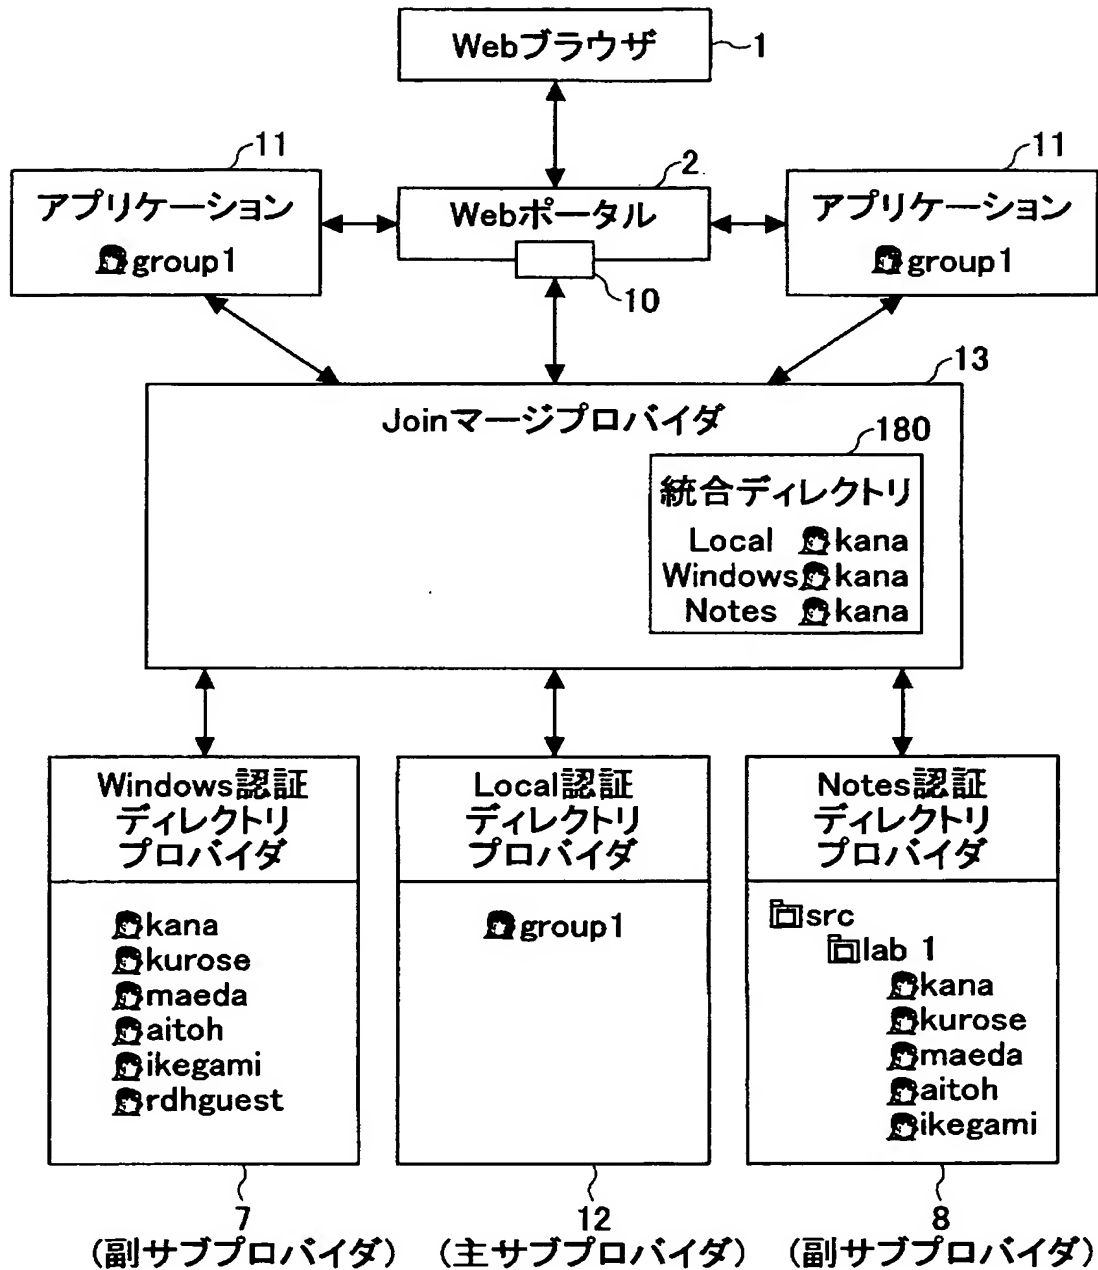 Webブラウザ
1
11
アプリケーション
group1
2
Webポータル
10
11
アプリケーション
group1
13
Joinマージプロバイダ
180
統合ディレクトリ
Local kana
Windows kana
Notes kana
Windows認証
ディレクトリ
プロバイダ
kana
kurose
maeda
aitoh
ikegami
rdhguest
7
(副サブプロバイダ)
Local認証
ディレクトリ
プロバイダ
group1
12
(主サブプロバイダ)
Notes認証
ディレクトリ
プロバイダ
src
lab 1
kana
kurose
maeda
aitoh
ikegami
8
(副サブプロバイダ)